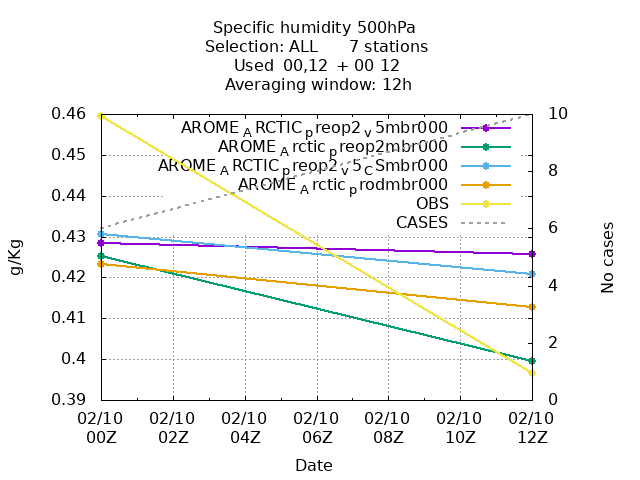 Specific humidity 500hPa
Selection: ALL 7 stations
Used 00,12 + 00 12
Averaging window: 12h
0.46
0.45
0.44
0.43
0.42
0.41
0.4
0.39
g/Kg
AROME_ARCTIC_preop2_v5mbr000
AROME_Arctic_preop2mbr000
AROME_ARCTIC_preop2_v5_CSmbr000
AROME_Arctic_prodmbr000
OBS
CASES
10
8
6
4
2
0
No cases
02/10 02/10 02/10 02/10 02/10 02/10 02/10
00Z 02Z 04Z 06Z 08Z 10Z 12Z
Date